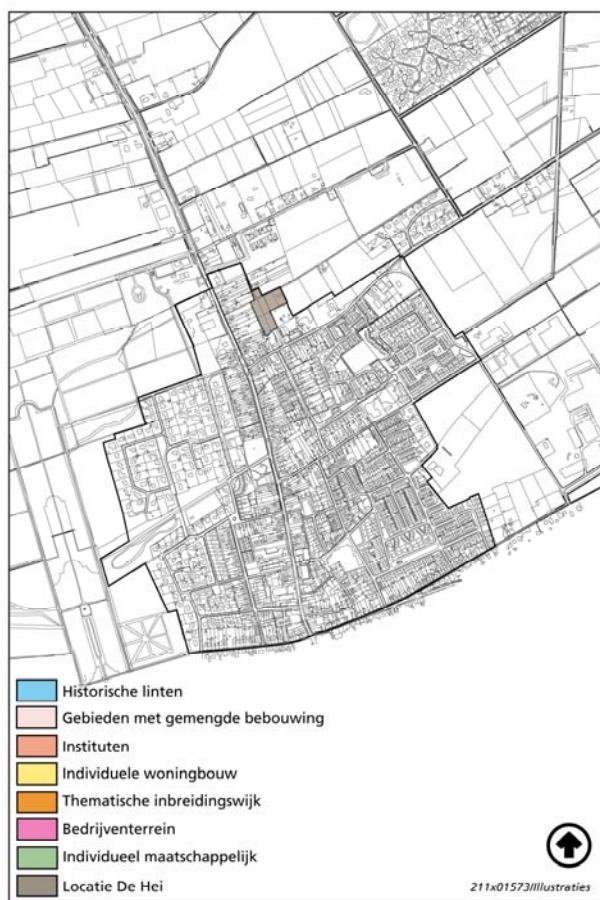 Historische linten
Gebieden met gemengde bebouwing
Instituten
Individuele woningbouw
Thematische inbreidingswijk
Bedrijventerrein
Individueel maatschappelijk
Locatie De Hei
211x01573/Illustraties